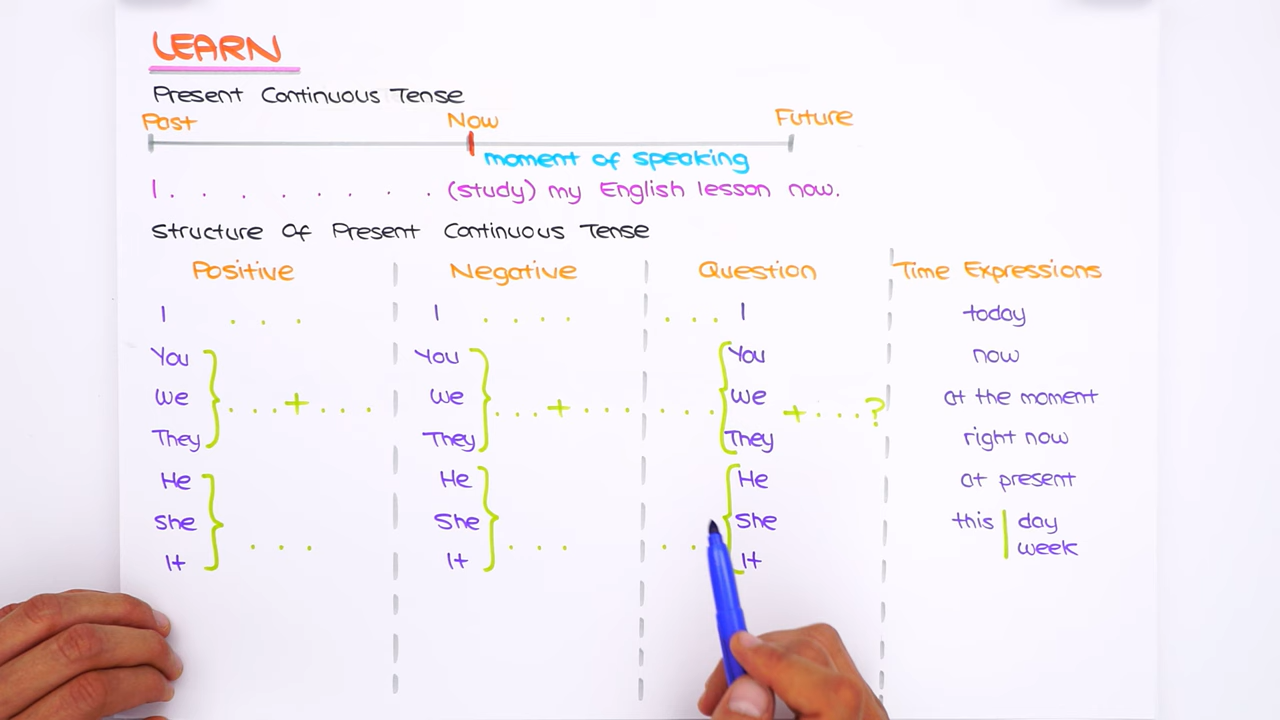 LEARN
Present Continuous Tense
Past Now Future
moment of speaking
I . . . . . . . . (study) my English lesson now.
Structure Of Present Continuous Tense
Positive Negative Question Time Expressions
I . . . I . . . . . . . I today
You You You now
We We We at the moment
. . . + . . . . . . + . . . . . . . + . . . ?
They They They right now
He He He at present
She She She this day
week
. . . . . . . .
It It It